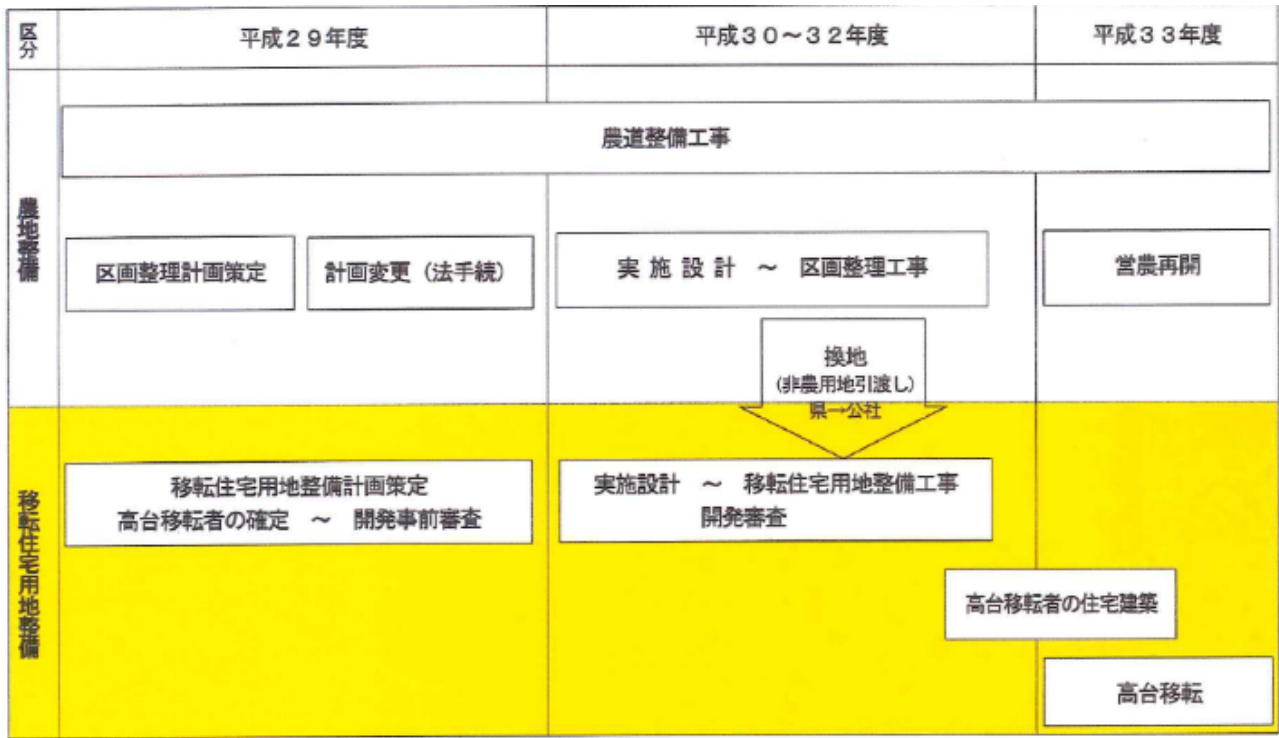 区分
平成29年度
平成30~32年度
平成33年度
農地整備
農道整備工事
区画整理計画策定
計画変更(法手続)
実施設計 ~ 区画整理工事
営農再開
換地
(非農用地引渡し)
県→公社
移転住宅用地整備
移転住宅用地整備計画策定
高台移転者の確定 ~ 開発事前審査
実施設計 ~ 移転住宅用地整備工事
開発審査
高台移転者の住宅建築
高台移転